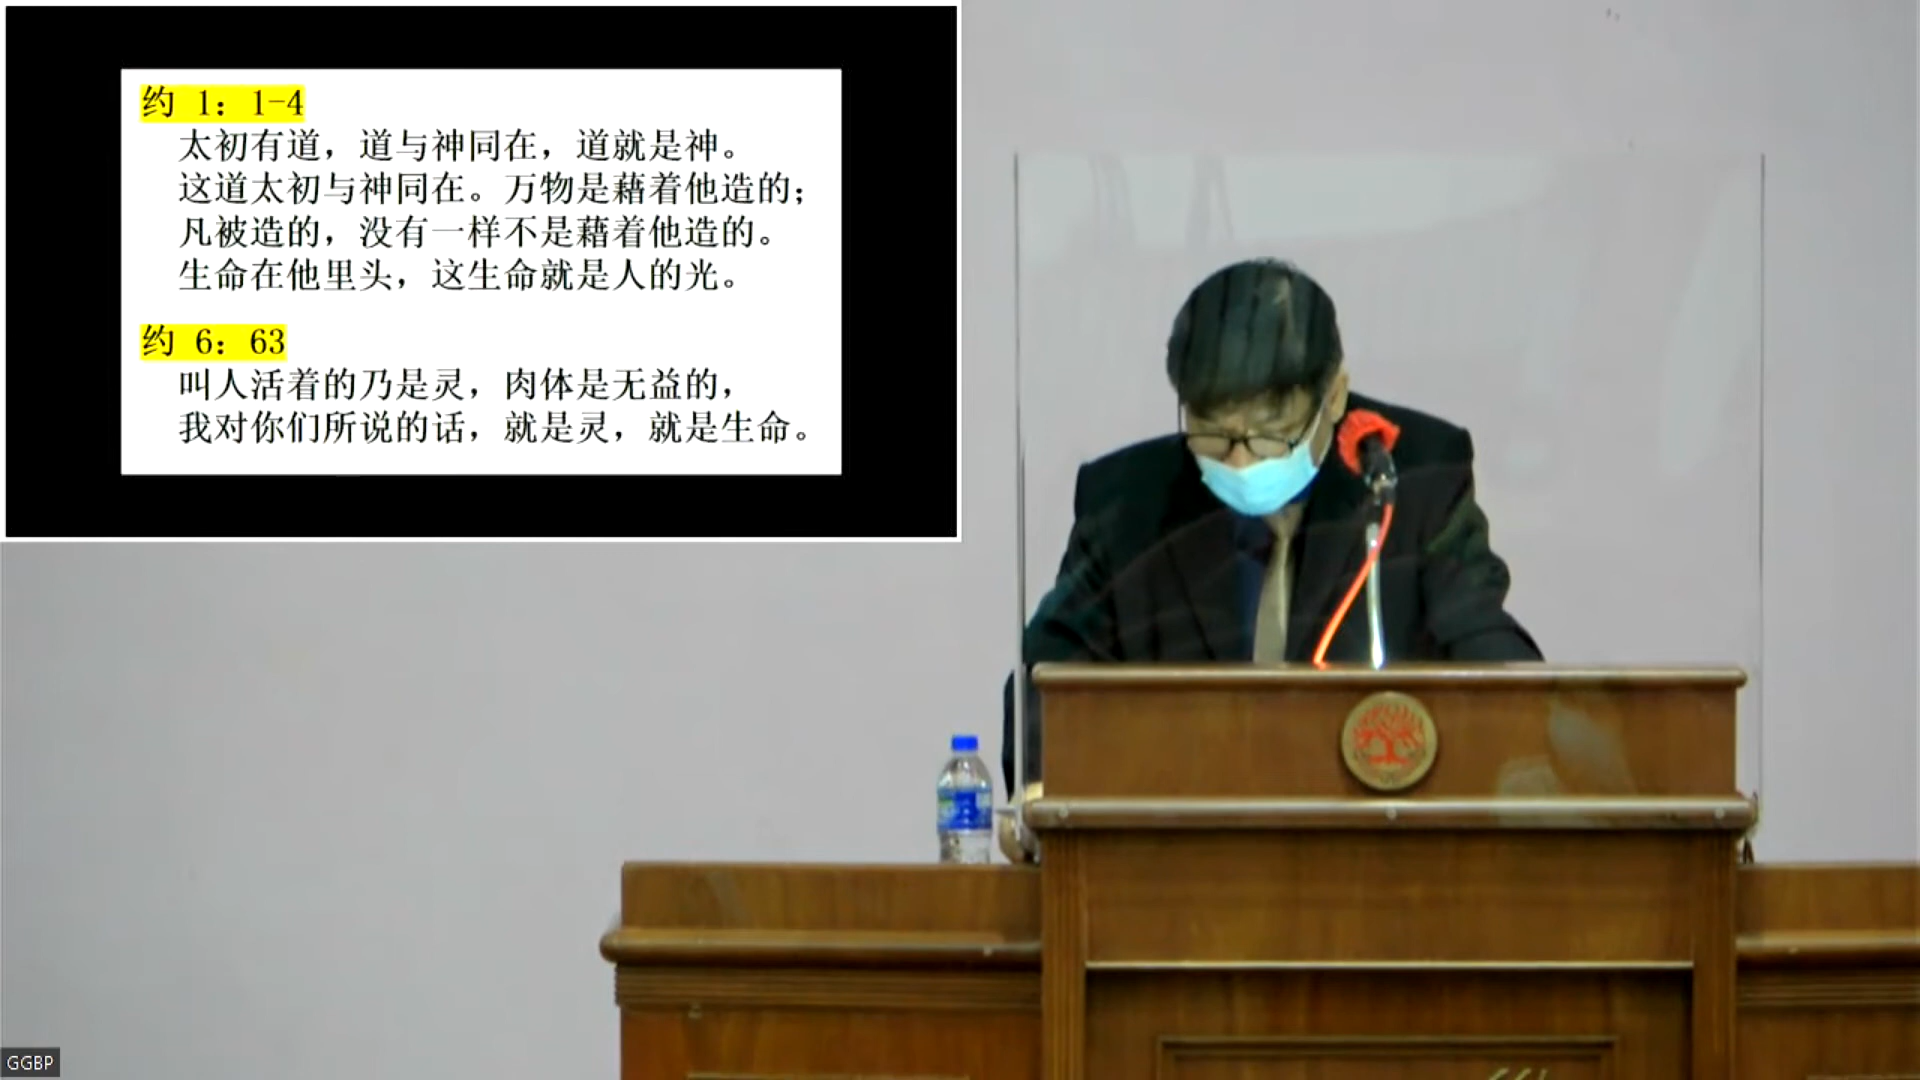 约 1：1-4
太初有道，道与神同在，道就是神。
这道太初与神同在。万物是藉着他造的；
凡被造的，没有一样不是藉着他造的。
生命在他里头，这生命就是人的光。
约 6：63
叫人活着的乃是灵，肉体是无益的，
我对你们所说的话，就是灵，就是生命。
GGBP